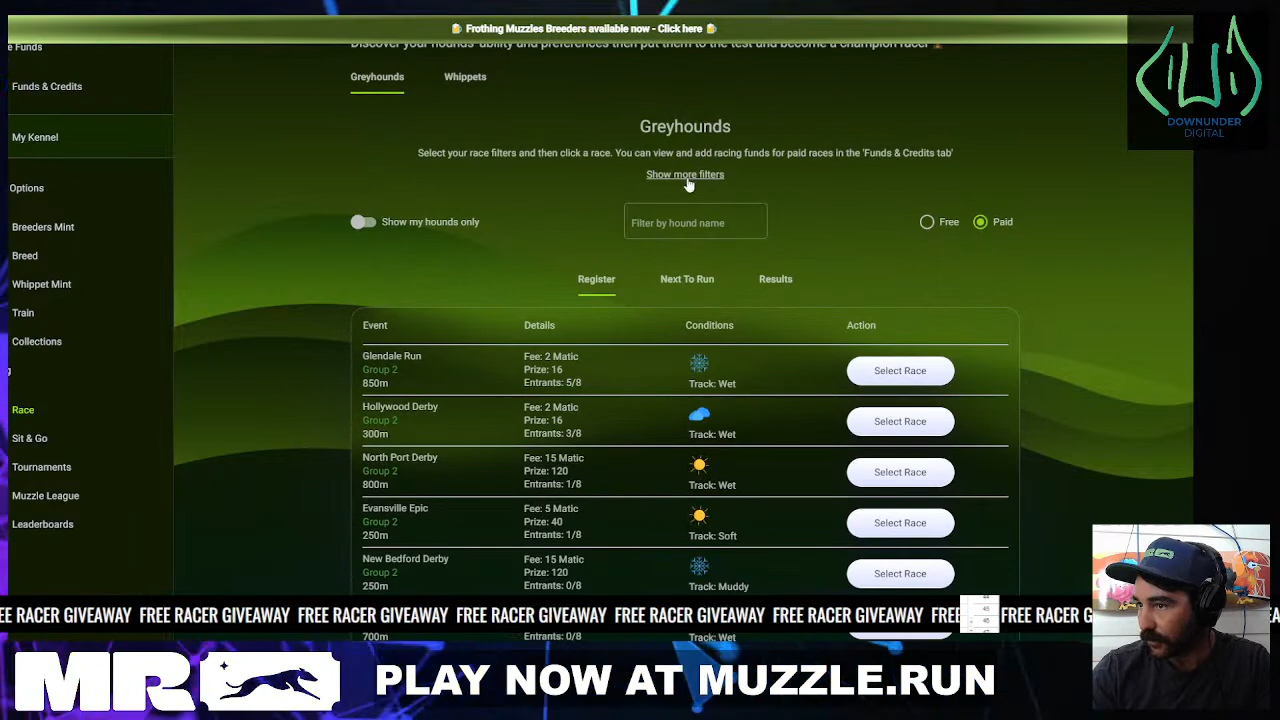 🍺 Frothing Muzzles Breeders available now - Click here 🍺
e Funds
Discover your hounds' ability and preferences then put them to the test and become a champion racer
Funds & Credits
Greyhounds
Whippets
My Kennel
Greyhounds
Select your race filters and then click a race. You can view and add racing funds for paid races in the 'Funds & Credits tab'
Show more filters
Options
Show my hounds only
Filter by hound name
Free
Paid
Breeders Mint
Breed
Whippet Mint
Train
Collections
Race
Sit & Go
Tournaments
Muzzle League
Leaderboards
Register
Next To Run
Results
Event
Details
Conditions
Action
Glendale Run
Group 2
850m
Fee: 2 Matic
Prize: 16
Entrants: 5/8
Track: Wet
Select Race
Hollywood Derby
Group 2
300m
Fee: 2 Matic
Prize: 16
Entrants: 3/8
Track: Wet
Select Race
North Port Derby
Group 2
800m
Fee: 15 Matic
Prize: 120
Entrants: 1/8
Track: Wet
Select Race
Evansville Epic
Group 2
250m
Fee: 5 Matic
Prize: 40
Entrants: 1/8
Track: Soft
Select Race
New Bedford Derby
Group 2
250m
Fee: 15 Matic
Prize: 120
Entrants: 0/8
Track: Muddy
Select Race
EE RACER GIVEAWAY FREE RACER GIVEAWAY FREE RACER GIVEAWAY FREE RACER GIVEAWAY FREE RACER GIVEAWAY FREE RACER GIVEAWAY FREE RACER G
700m
Entrants: 0/8
Track: Wet
MR PLAY NOW AT MUZZLE.RUN
DOWNUNDER
DIGITAL